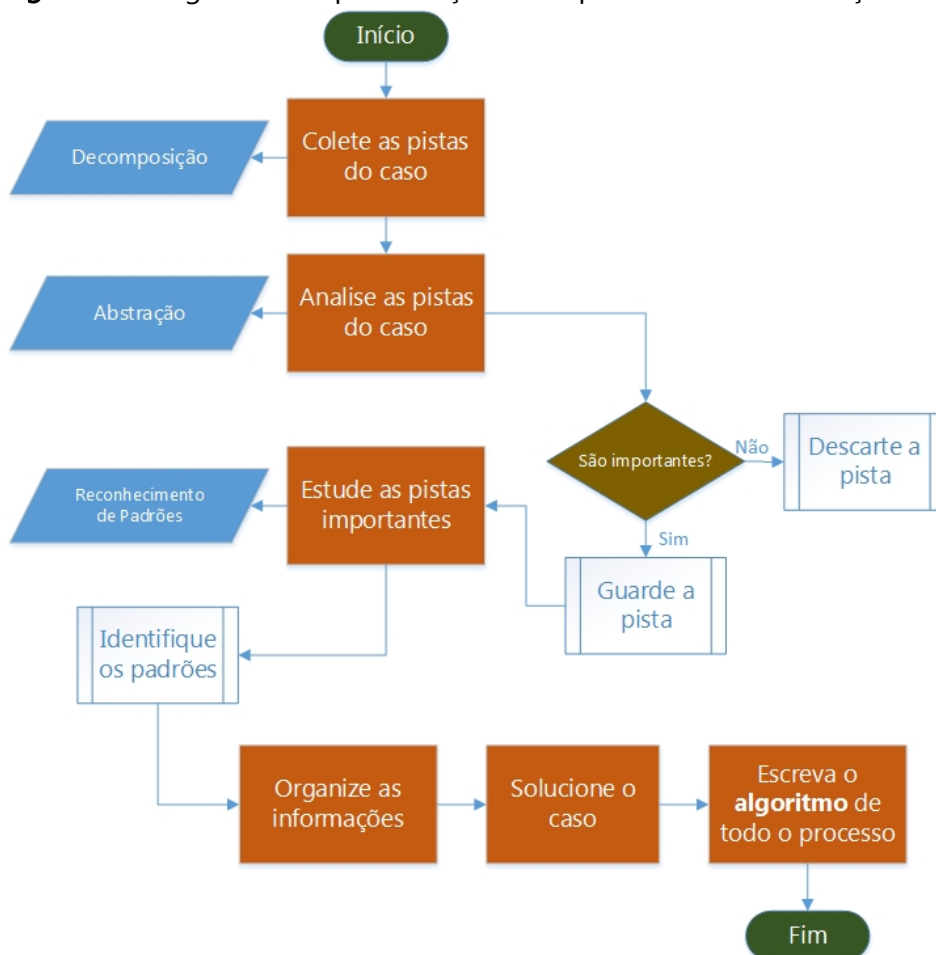 Início
Colete as pistas
do caso
Decomposição
Analise as pistas
do caso
Abstração
São importantes?
Não
Descarte a
pista
Sim
Guarde a
pista
Estude as pistas
importantes
Reconhecimento
de Padrões
Identifique
os padrões
Organize as
informações
Solucione o
caso
Escreva o
algoritmo de
todo o processo
Fim